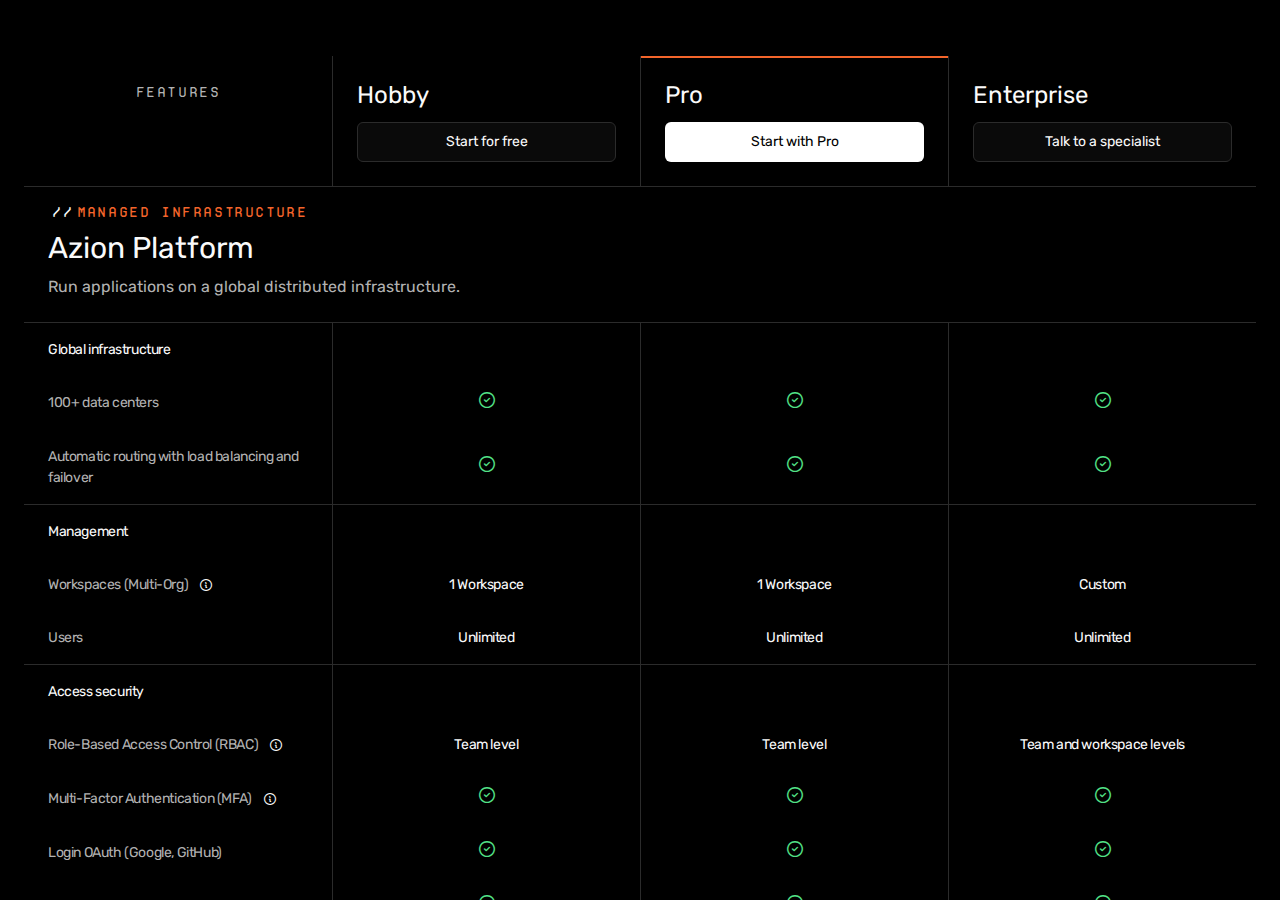 FEATURES
Hobby
Pro
Enterprise
Start for free
Start with Pro
Talk to a specialist
// MANAGED INFRASTRUCTURE
Azion Platform
Run applications on a global distributed infrastructure.
Global infrastructure
100+ data centers
Automatic routing with load balancing and
failover
Management
Workspaces (Multi-Org)
1 Workspace
1 Workspace
Custom
Users
Unlimited
Unlimited
Unlimited
Access security
Role-Based Access Control (RBAC)
Team level
Team level
Team and workspace levels
Multi-Factor Authentication (MFA)
Login OAuth (Google, GitHub)